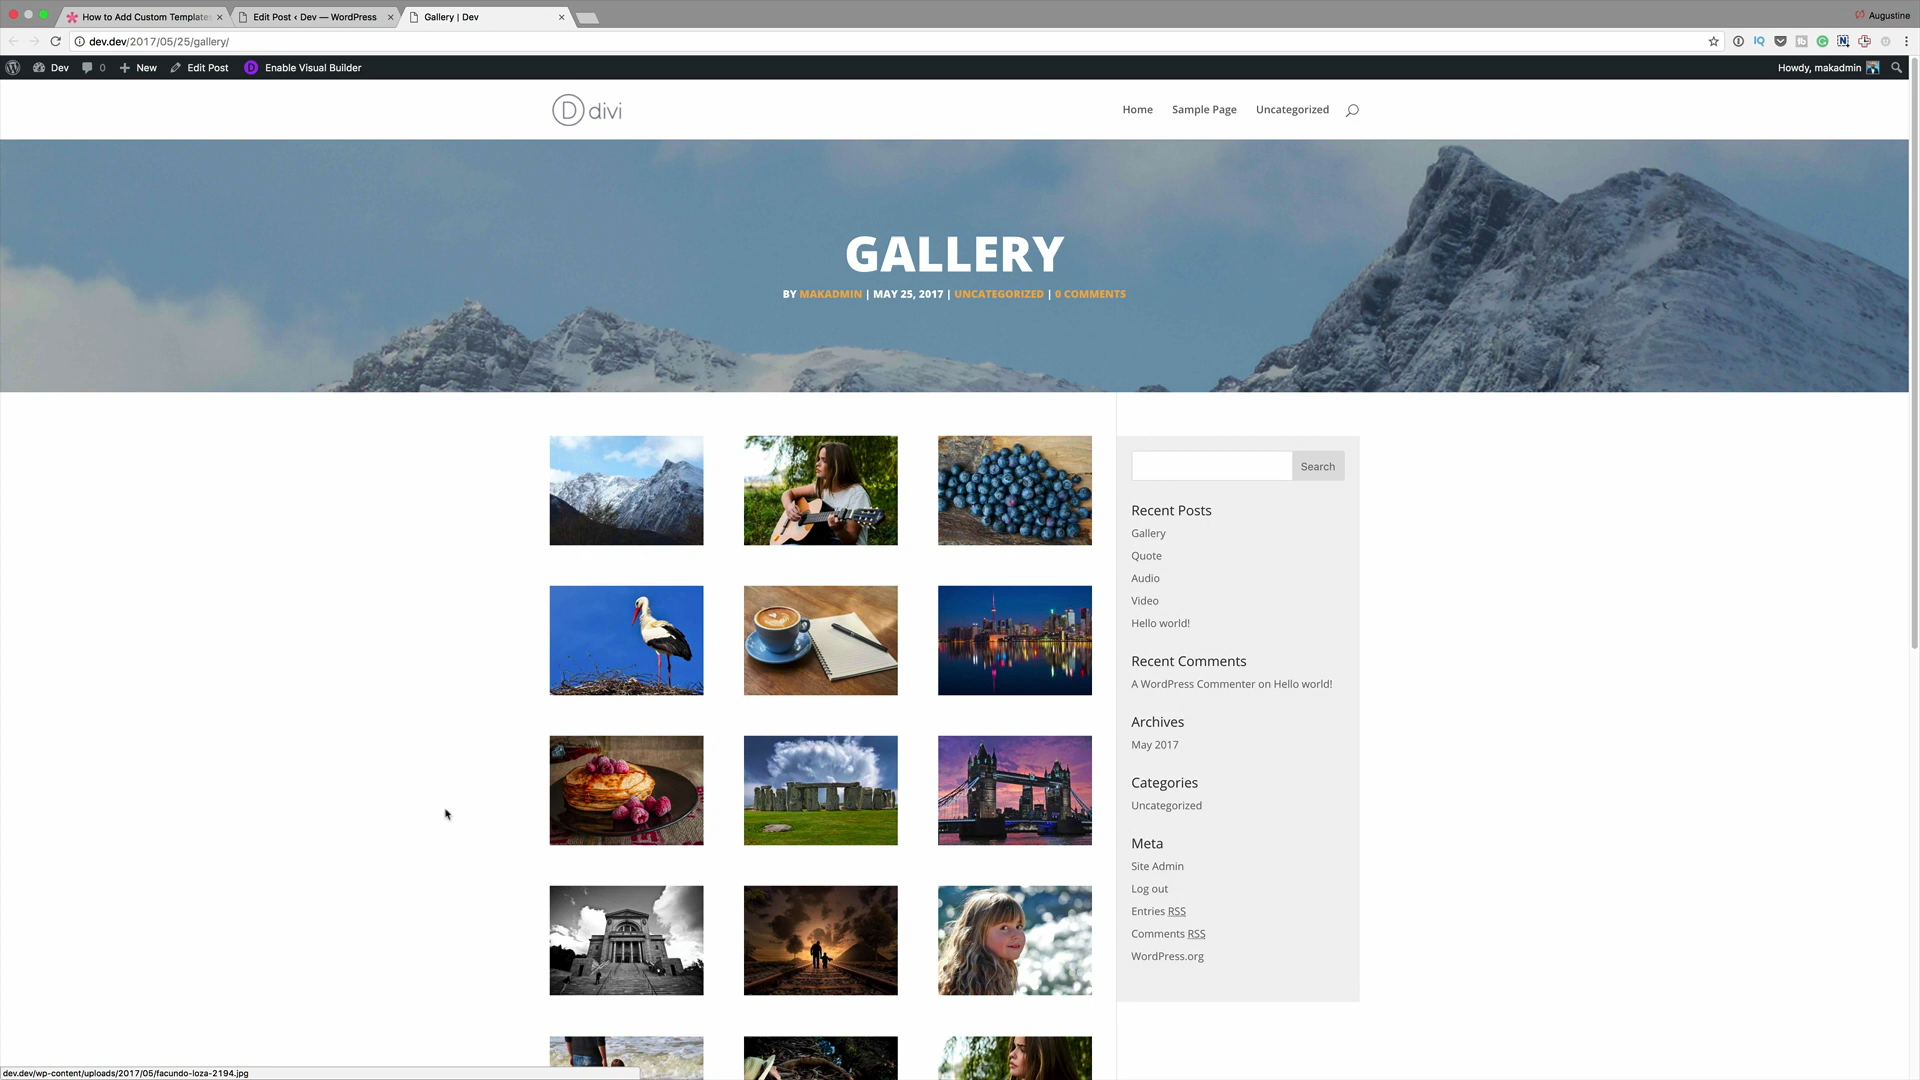 How to Add Custom Templates
Edit Post ‹ Dev — WordPress
Gallery | Dev
Augustine
dev.dev/2017/05/25/gallery/
Dev
0
New
Edit Post
Enable Visual Builder
Howdy, makadmin
D divi
Home
Sample Page
Uncategorized
GALLERY
BY MAKADMIN | MAY 25, 2017 | UNCATEGORIZED | 0 COMMENTS
Search
Recent Posts
Gallery
Quote
Audio
Video
Hello world!
Recent Comments
A WordPress Commenter on Hello world!
Archives
May 2017
Categories
Uncategorized
Meta
Site Admin
Log out
Entries RSS
Comments RSS
WordPress.org
dev.dev/wp-content/uploads/2017/05/facundo-loza-2194.jpg